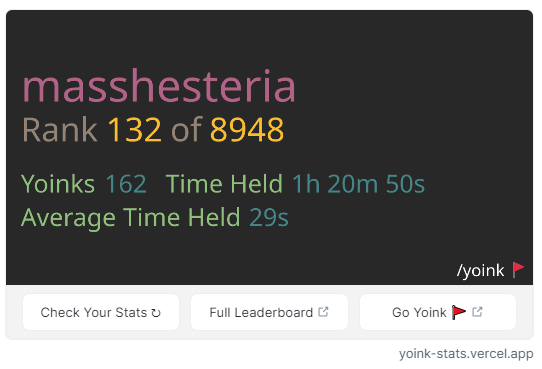 masshesteria
Rank 132 of 8948
Yoinks 162 Time Held 1h 20m 50s
Average Time Held 29s
/yoink 🚩
Check Your Stats ↻
Full Leaderboard
Go Yoink 🚩
yoink-stats.vercel.app